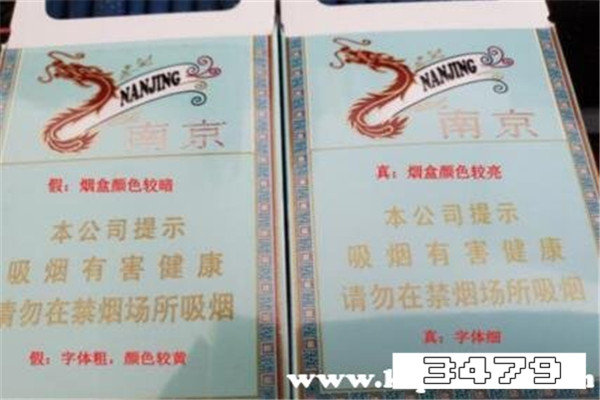 NANJING
南京
假：烟盒颜色较暗
本公司提示
吸烟有害健康
请勿在禁烟场所吸烟
假：字体粗，颜色较黄
NANJING
南京
真：烟盒颜色较亮
本公司提示
吸烟有害健康
请勿在禁烟场所吸烟
真：字体细
3479